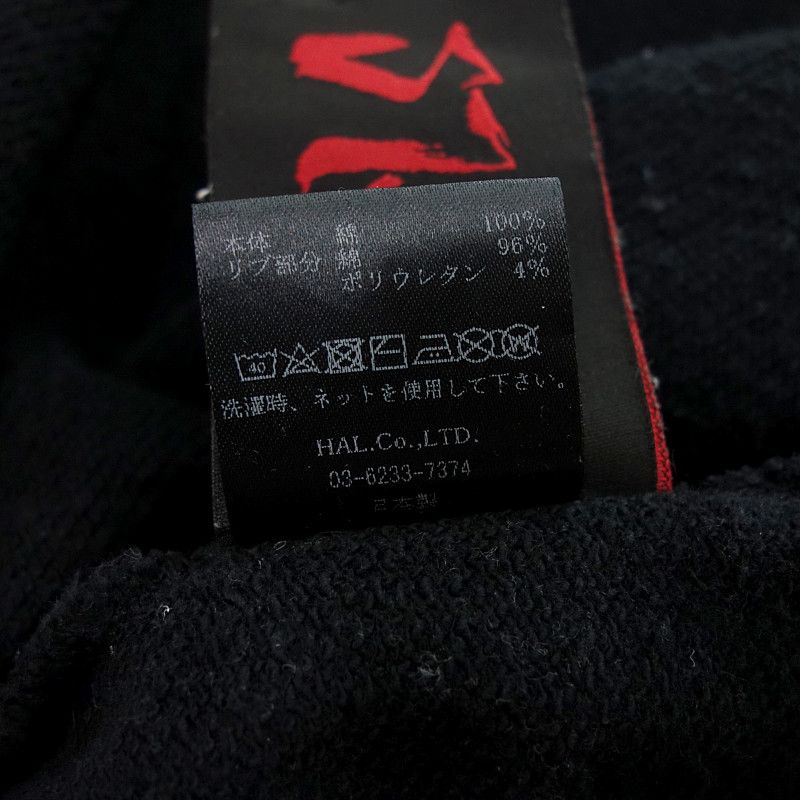 本体 綿 100%
リブ部分 綿 96%
ポリウレタン 4%
40
洗濯時、ネットを使用して下さい。
HAL.Co.,LTD.
03-6233-7374
日本製